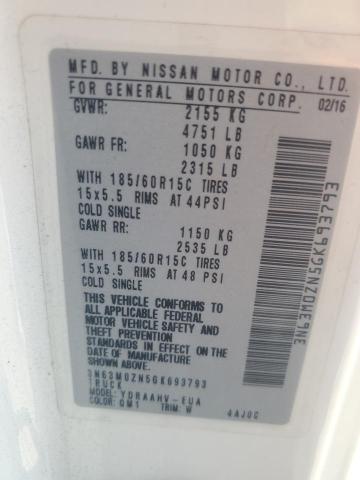 MFD. BY NISSAN MOTOR CO., LTD.
FOR GENERAL MOTORS CORP. 02/16
GVWR: 2155 KG
4751 LB
GAWR FR: 1050 KG
2315 LB
WITH 185/60R15C TIRES
15x5.5 RIMS AT 44PSI
COLD SINGLE
GAWR RR: 1150 KG
2535 LB
WITH 185/60R15C TIRES
15x5.5 RIMS AT 48 PSI
COLD SINGLE
THIS VEHICLE CONFORMS TO
ALL APPLICABLE FEDERAL
MOTOR VEHICLE SAFETY
AND THEFT PREVENTION
STANDARDS IN EFFECT ON
THE DATE OF MANUFACTURE
SHOWN ABOVE.
3N63M0ZN5GK693793
TRUCK
MODEL: YDRAAHV-EUA
COLOR: QM1 TRIM: W 4AJ0C
3N63M0ZN5GK693793